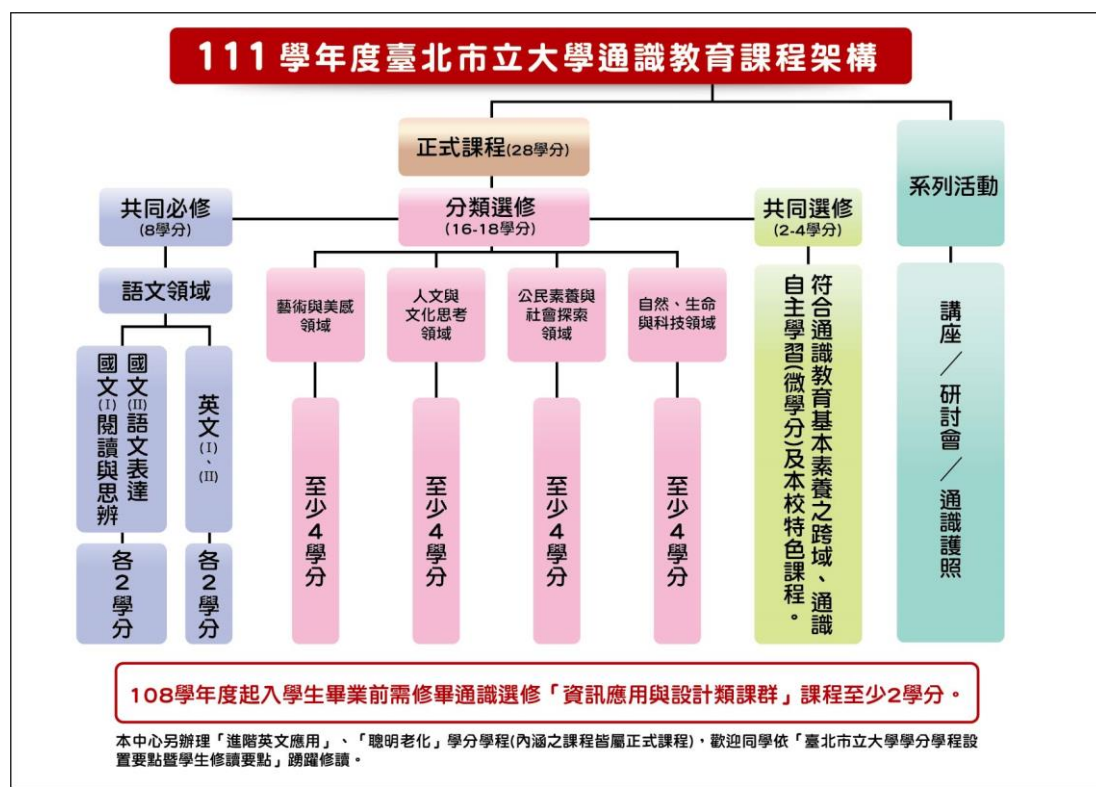 111學年度臺北市立大學通識教育課程架構
正式課程(28學分)
系列活動
共同必修
(8學分)
分類選修
(16-18學分)
共同選修
(2-4學分)
語文領域
藝術與美感
領域
人文與
文化思考
領域
公民素養與
社會探索
領域
自然、生命
與科技領域
國文(II)語文表達
國文(I)閱讀與思辨
英文(I)、(II)
各2學分
各2學分
至少4學分
至少4學分
至少4學分
至少4學分
符合通識教育基本素養之跨域、通識
自主學習(微學分)及本校特色課程。
講座／研討會／通識護照
108學年度起入學生畢業前需修畢通識選修「資訊應用與設計類課群」課程至少2學分。
本中心另辦理「進階英文應用」、「聰明老化」學分學程(內涵之課程皆屬正式課程)，歡迎同學依「臺北市立大學學分學程設
置要點暨學生修讀要點」踴躍修讀。